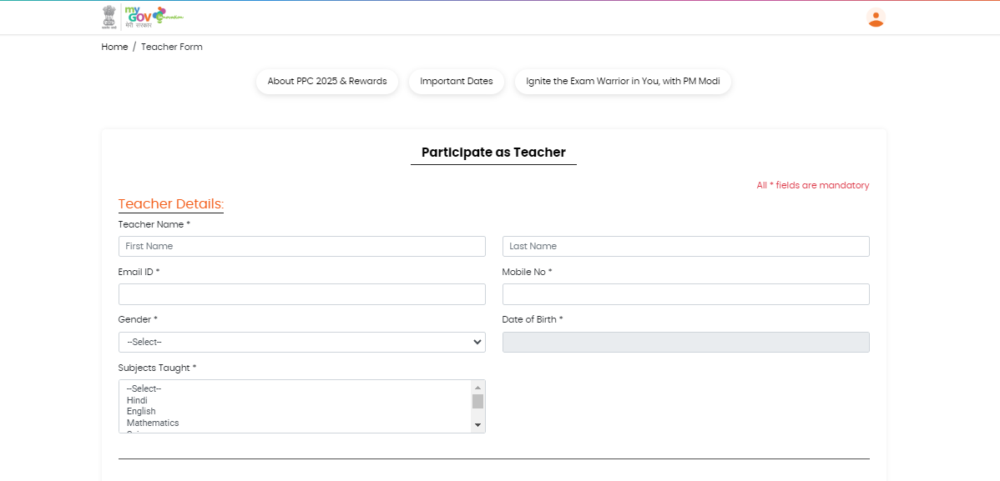 my
GOV
मेरी सरकार
Home / Teacher Form
About PPC 2025 & Rewards
Important Dates
Ignite the Exam Warrior in You, with PM Modi
Participate as Teacher
All * fields are mandatory
Teacher Details:
Teacher Name *
First Name
Last Name
Email ID *
Mobile No *
Gender *
Date of Birth *
--Select--
Subjects Taught *
--Select--
Hindi
English
Mathematics